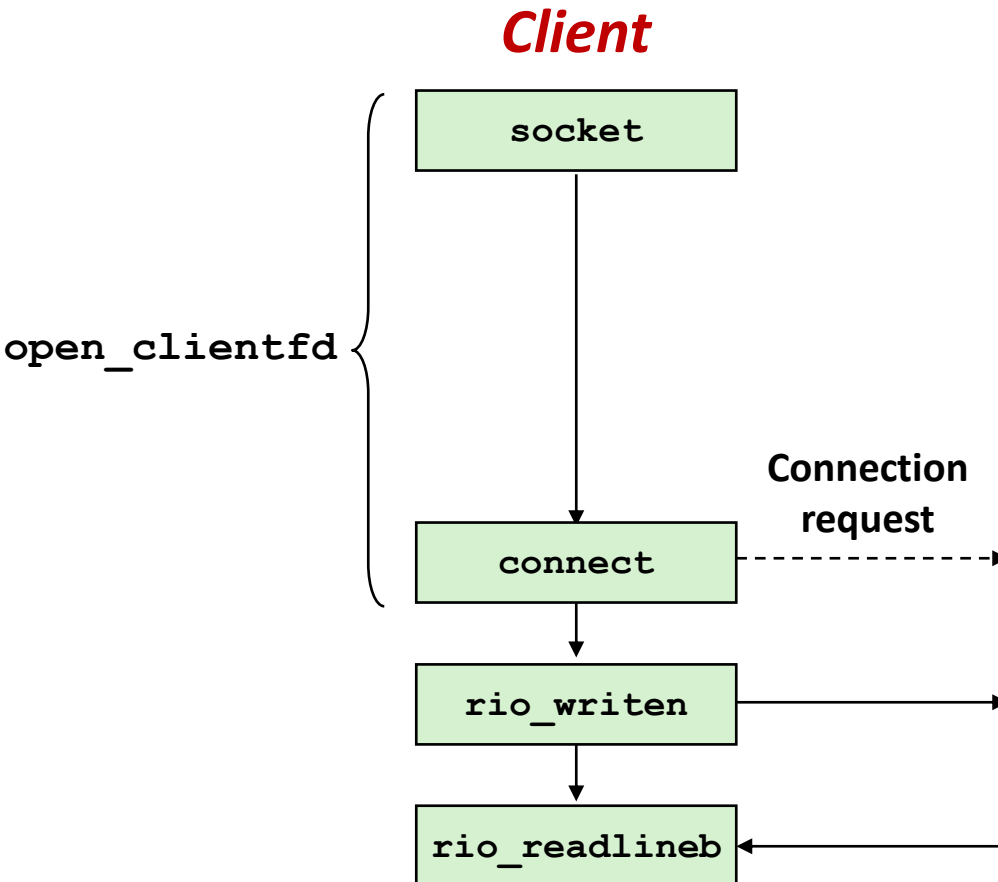 Client
socket
open_clientfd
Connection
request
connect
rio_writen
rio_readlineb